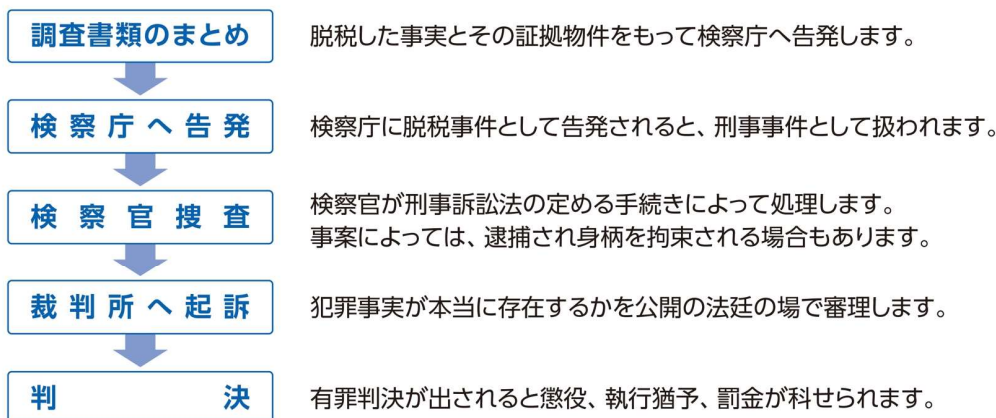 調査書類のまとめ
脱税した事実とその証拠物件をもって検察庁へ告発します。
検察庁へ告発
検察庁に脱税事件として告発されると、刑事事件として扱われます。
検察官捜査
検察官が刑事訴訟法の定める手続きによって処理します。
事案によっては、逮捕され身柄を拘束される場合もあります。
裁判所へ起訴
犯罪事実が本当に存在するかを公開の法廷の場で審理します。
判決
有罪判決が出されると懲役、執行猶予、罰金が科せられます。